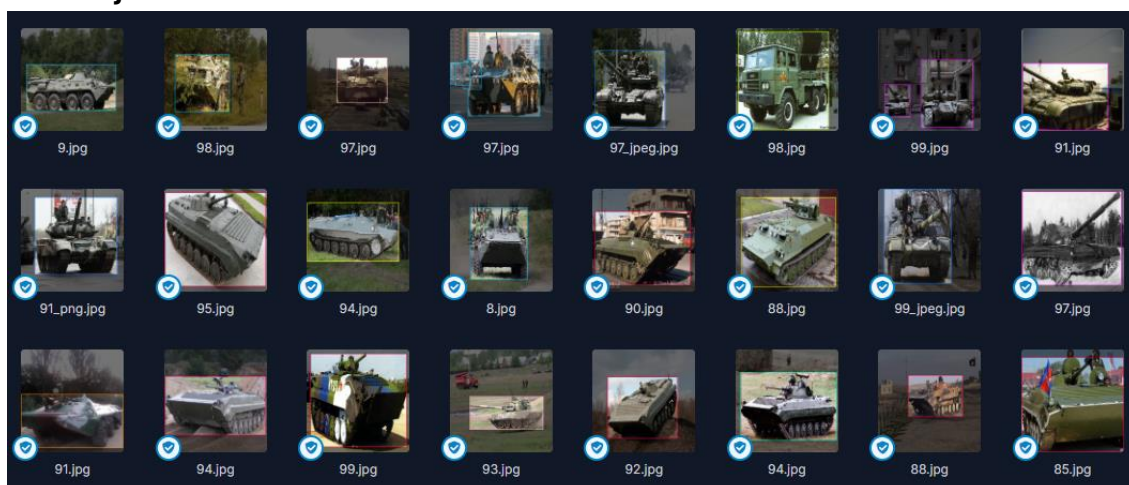 9.jpg 98.jpg 97.jpg 97.jpg 97_jpeg.jpg 98.jpg 99.jpg 91.jpg
91_png.jpg 95.jpg 94.jpg 8.jpg 90.jpg 88.jpg 99_jpeg.jpg 97.jpg
91.jpg 94.jpg 99.jpg 93.jpg 92.jpg 94.jpg 88.jpg 85.jpg